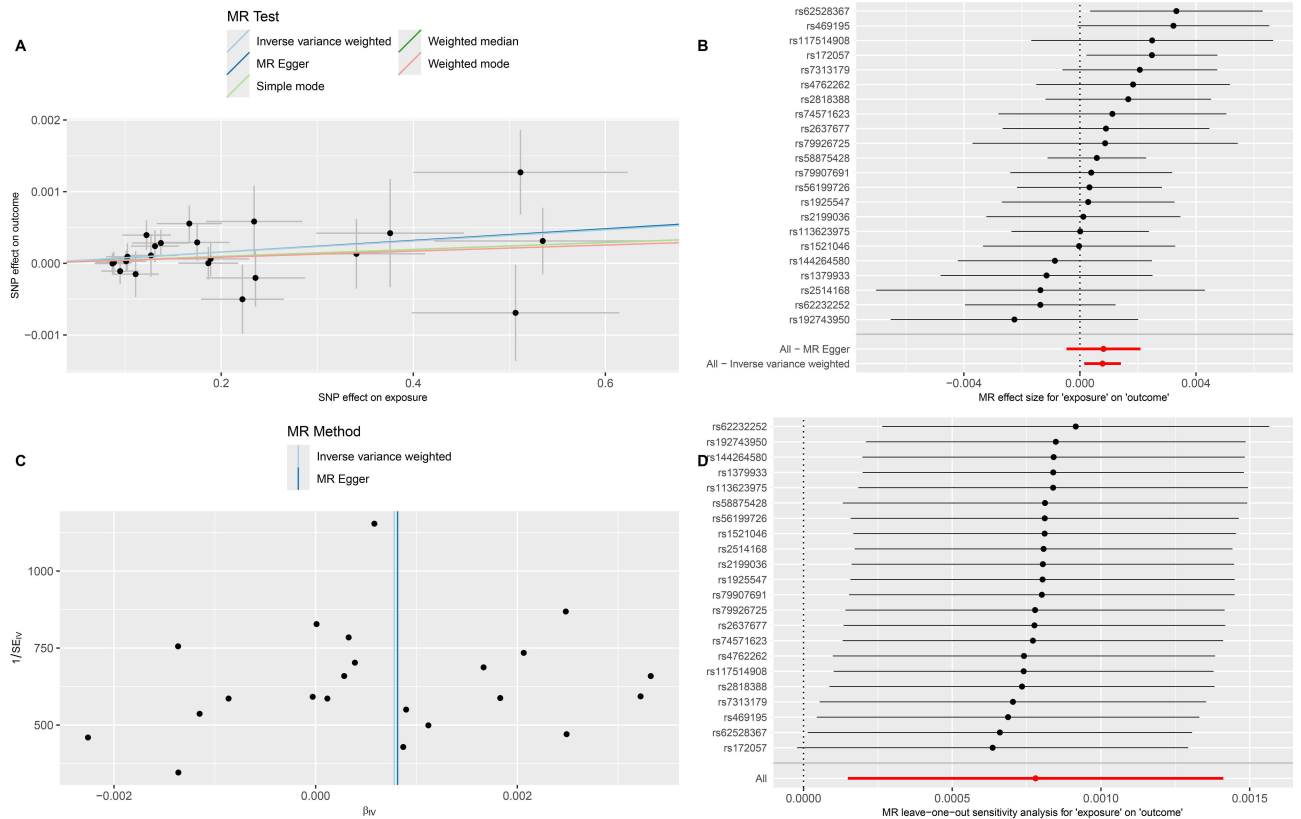 MR Test
Inverse variance weighted
Weighted median
MR Egger
Weighted mode
Simple mode
A
SNP effect on outcome
0.002
0.001
0.000
−0.001
0.2
0.4
0.6
SNP effect on exposure
B
rs62528367
rs469195
rs117514908
rs172057
rs7313179
rs4762262
rs2818388
rs74571623
rs2637677
rs79926725
rs58875428
rs79907691
rs56199726
rs1925547
rs2199036
rs113623975
rs1521046
rs144264580
rs1379933
rs2514168
rs62232252
rs192743950
All − MR Egger
All − Inverse variance weighted
−0.004
0.000
0.004
MR effect size for 'exposure' on 'outcome'
C
MR Method
Inverse variance weighted
MR Egger
1/SE_IV
1000
750
500
−0.002
0.000
0.002
β_IV
D
rs62232252
rs192743950
rs144264580
rs1379933
rs113623975
rs58875428
rs56199726
rs1521046
rs2514168
rs2199036
rs1925547
rs79907691
rs79926725
rs2637677
rs74571623
rs4762262
rs117514908
rs2818388
rs7313179
rs469195
rs62528367
rs172057
All
0.0000
0.0005
0.0010
0.0015
MR leave−one−out sensitivity analysis for 'exposure' on 'outcome'